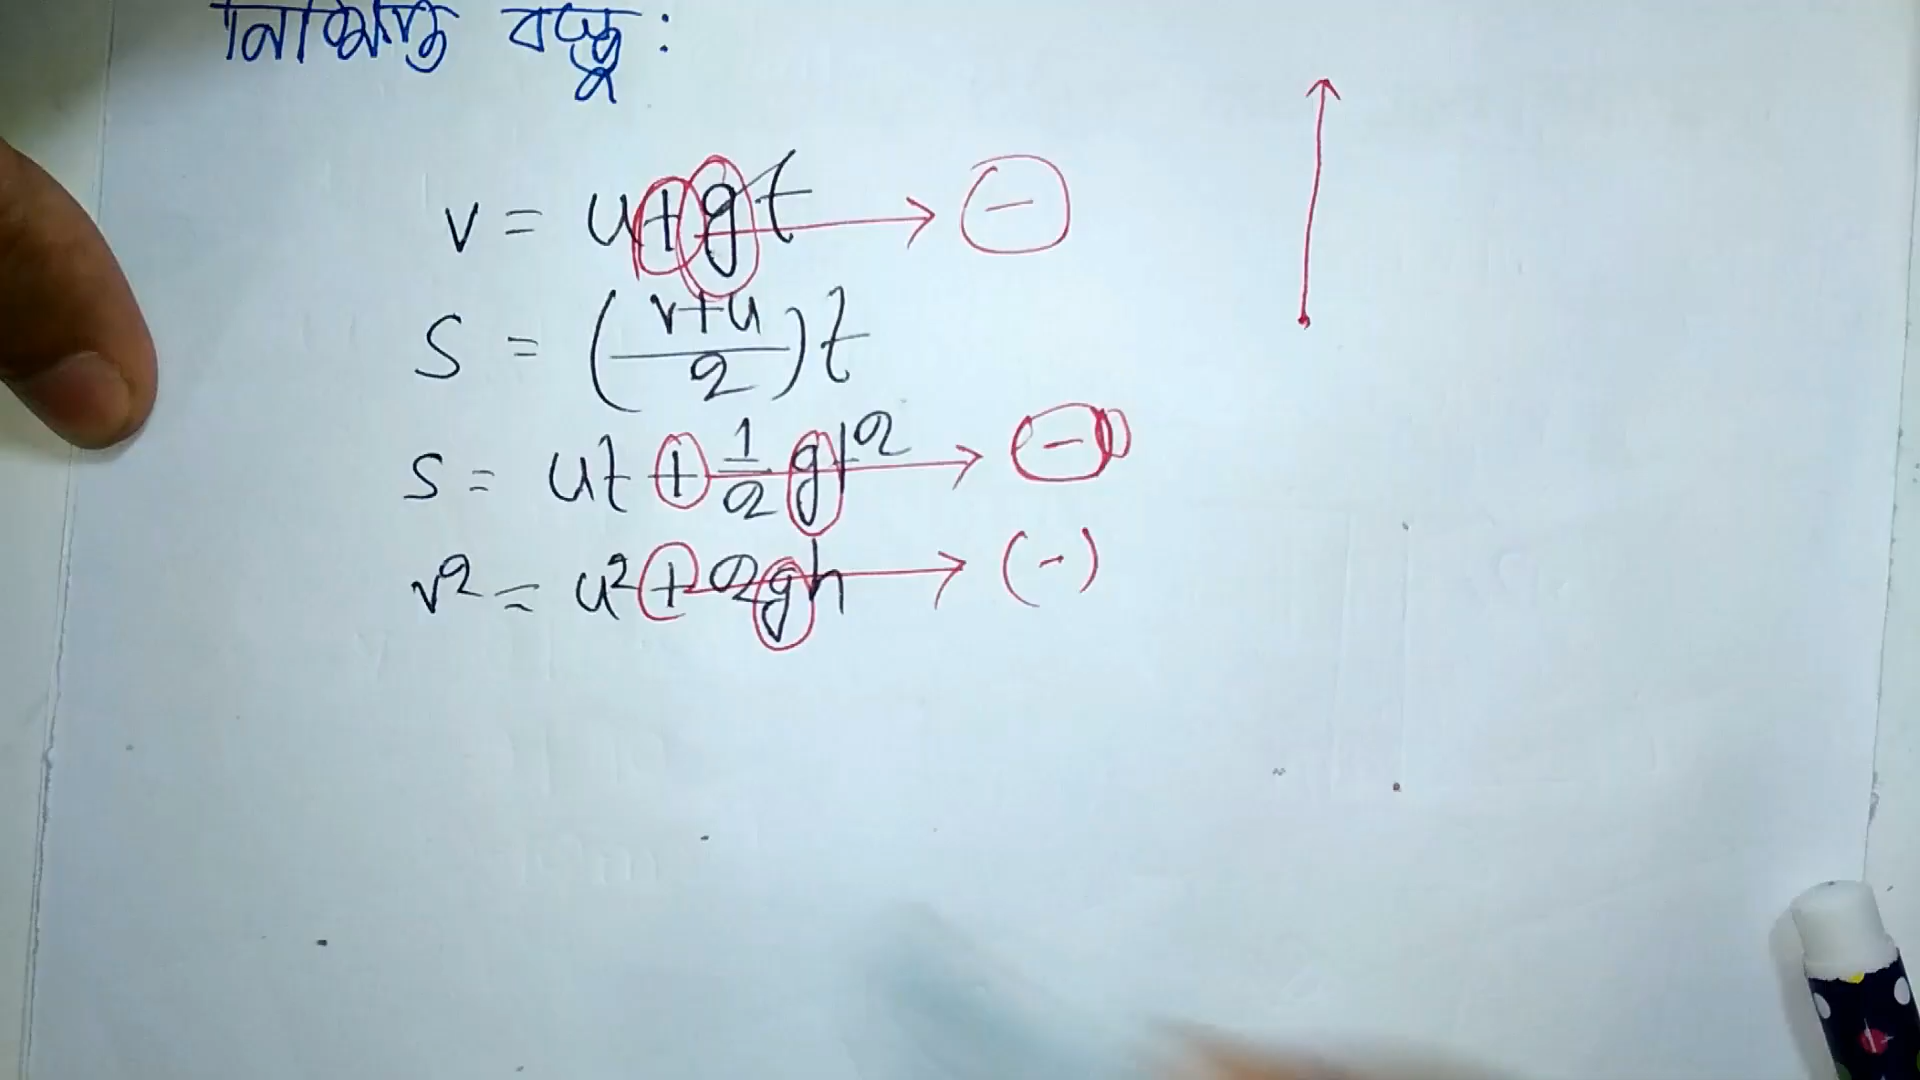 নিক্ষিপ্ত বস্তু :
v = u + gt → −
S = (v+u/2) t
S = ut + 1/2 gt² → −
v² = u² + 2gh → (-)